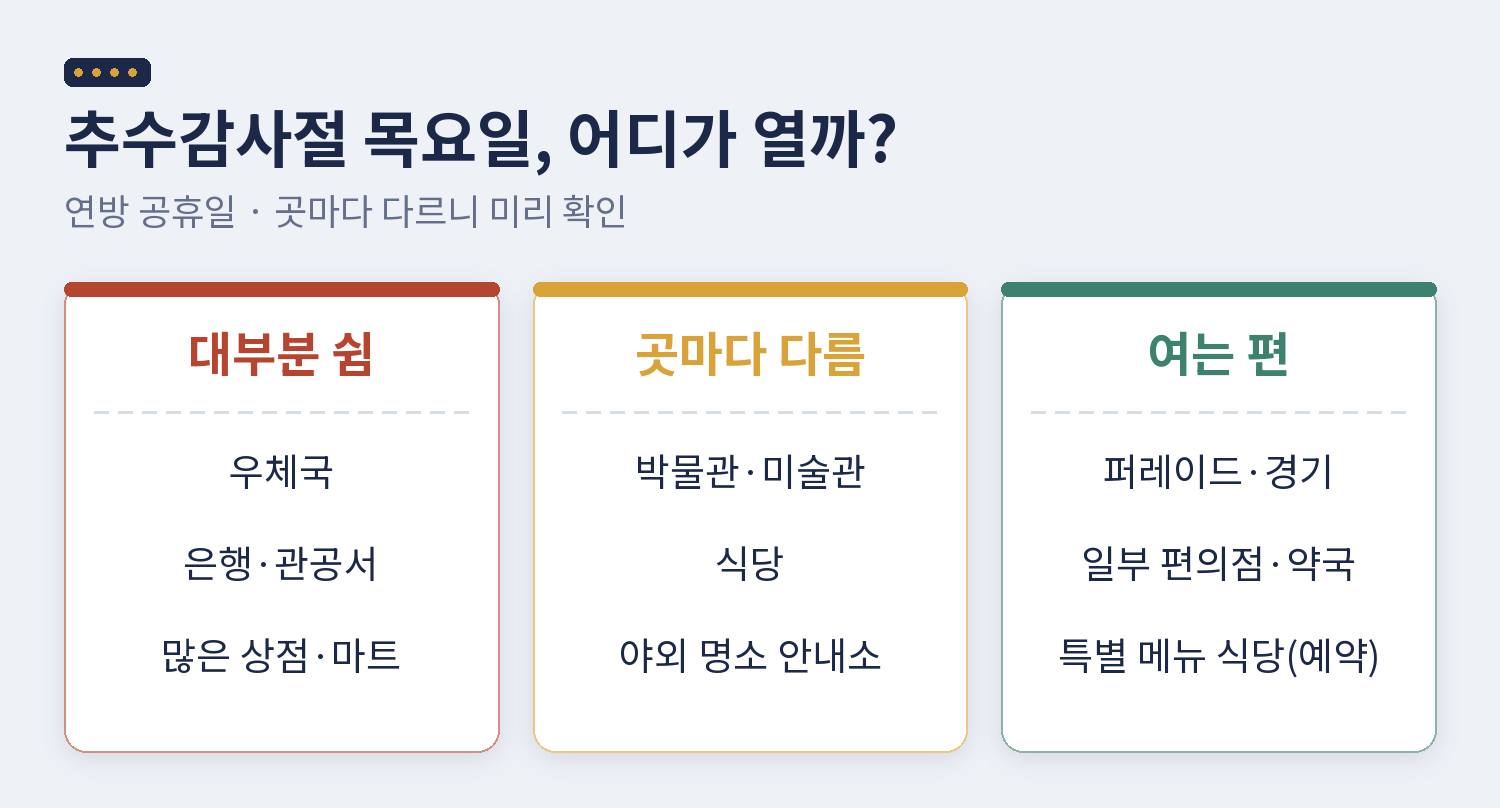 추수감사절 목요일, 어디가 열까?
연방 공휴일 · 곳마다 다르니 미리 확인
대부분 쉼
우체국
은행·관공서
많은 상점·마트
곳마다 다름
박물관·미술관
식당
야외 명소 안내소
여는 편
퍼레이드·경기
일부 편의점·약국
특별 메뉴 식당(예약)